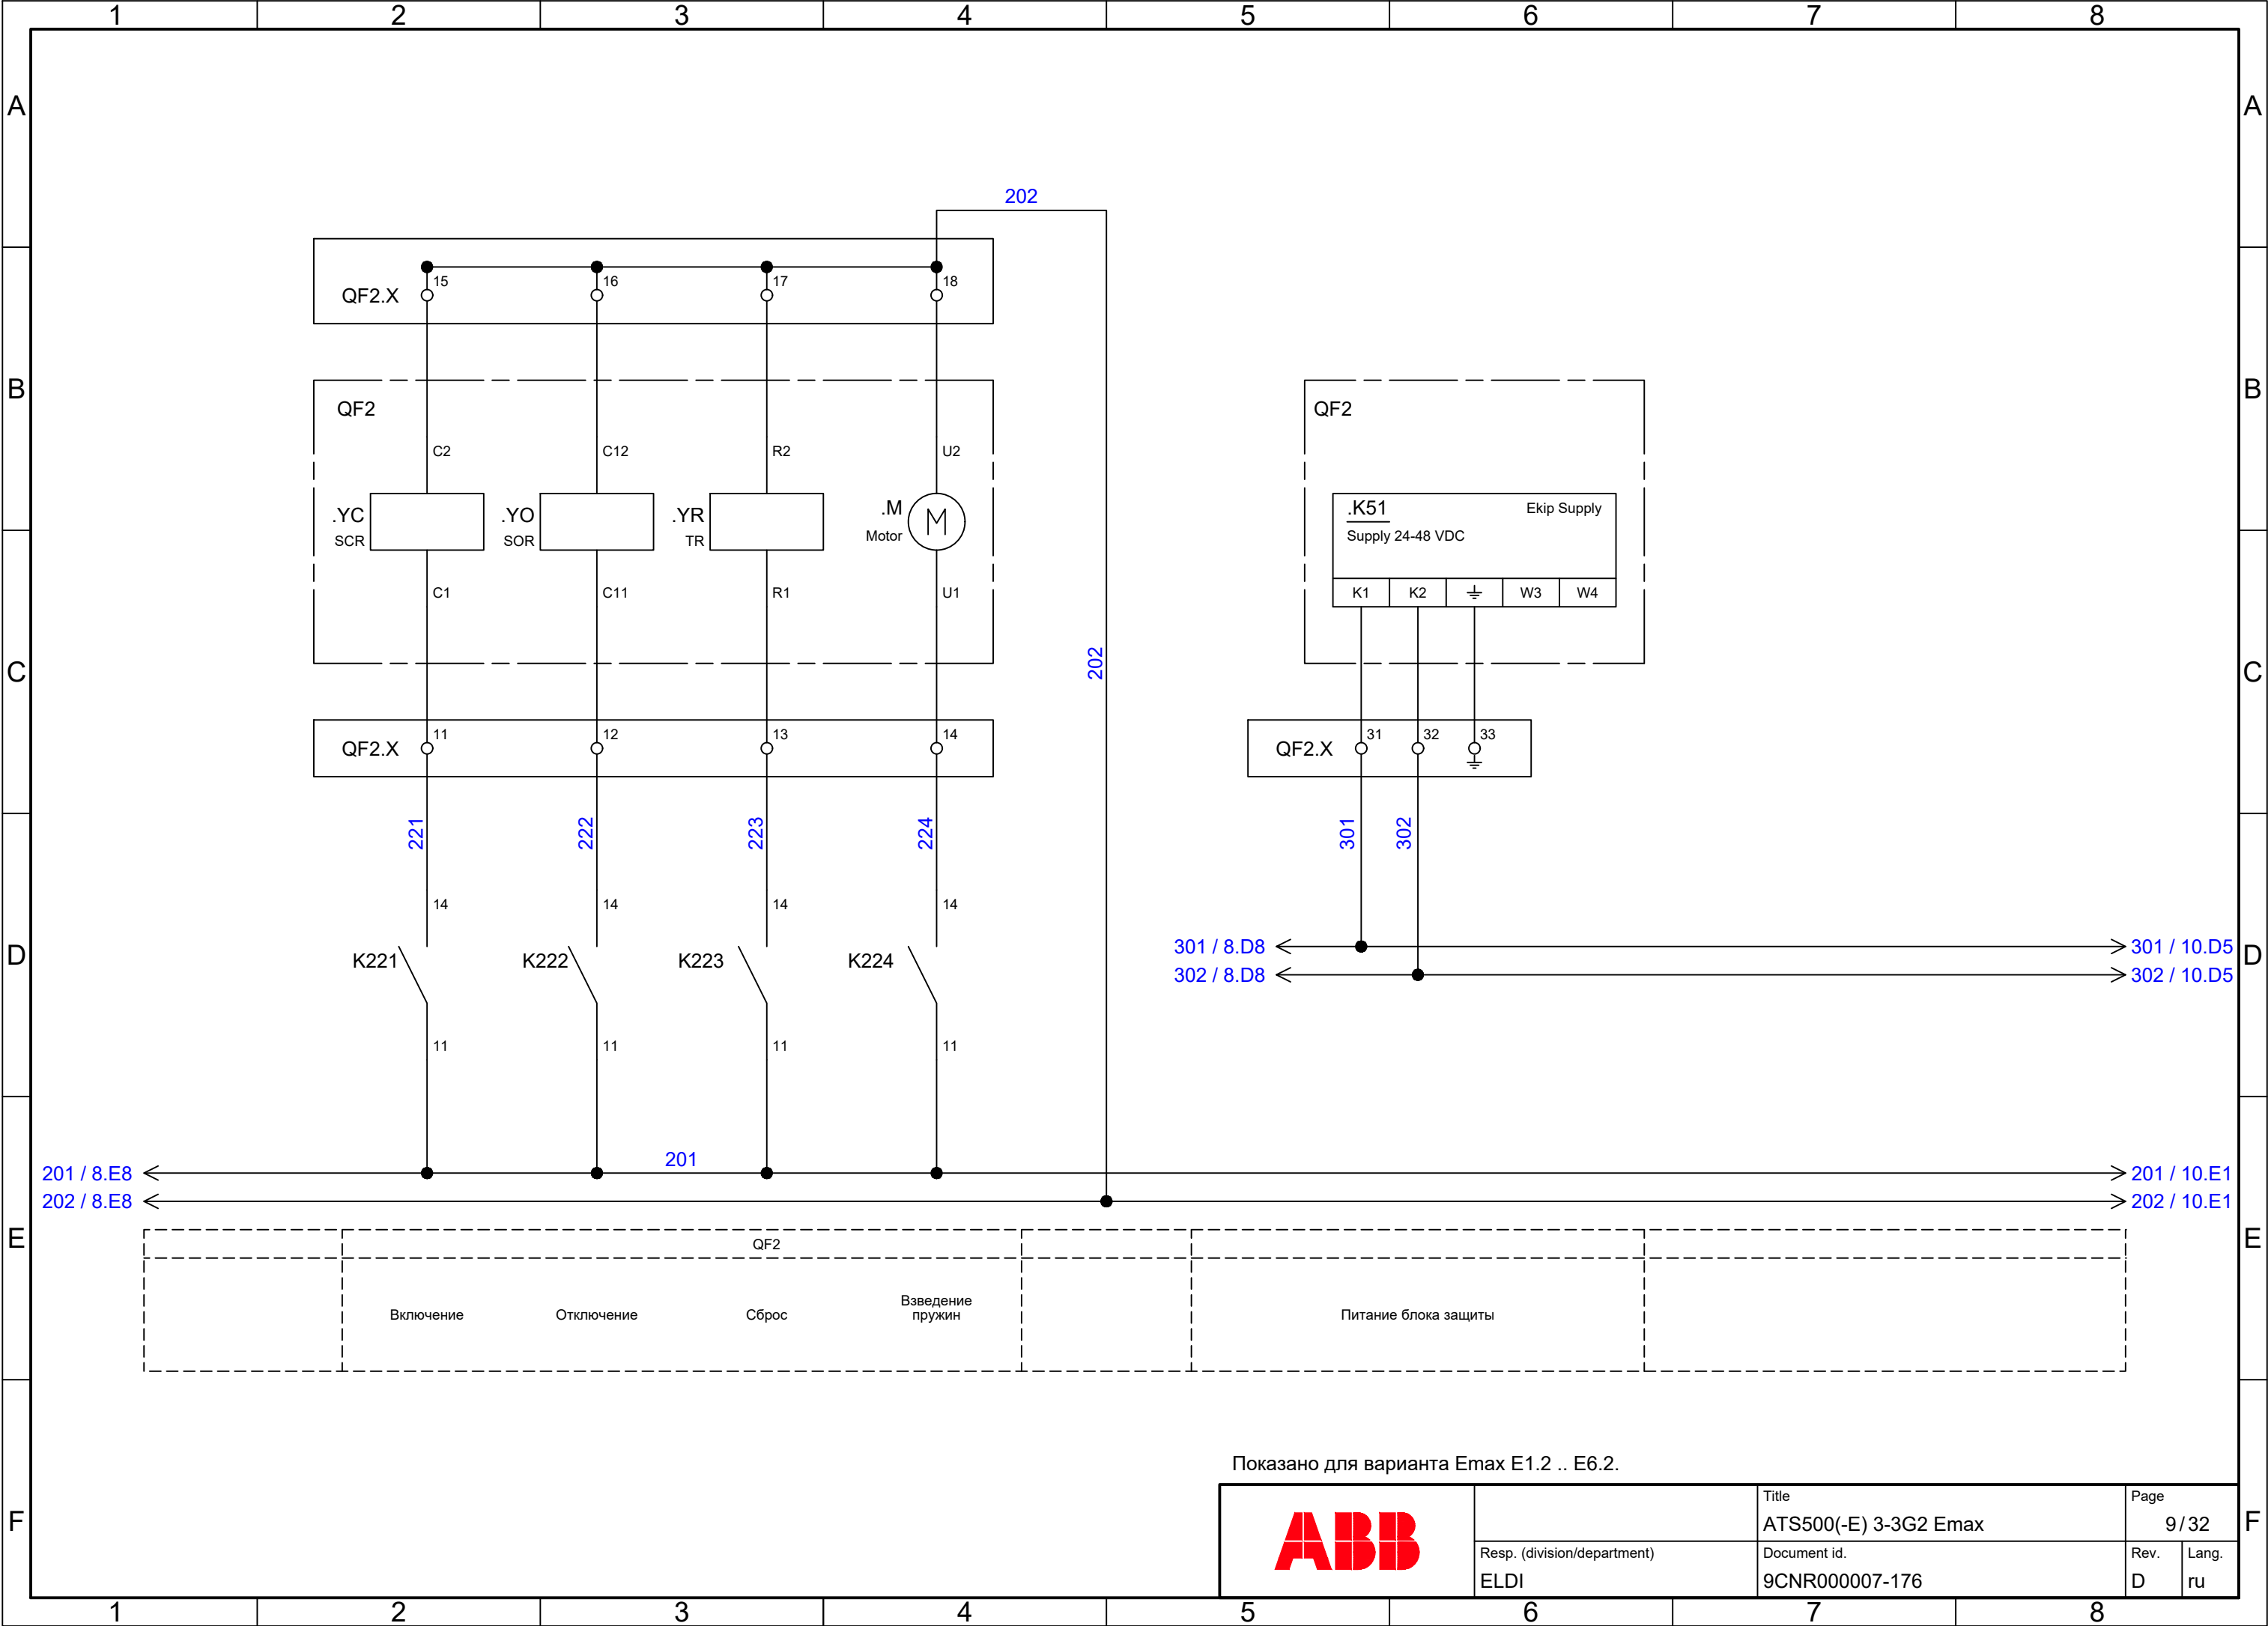 1 2 3 4 5 6 7 8
A A
202
15 16 17 18
QF2.X
B B
QF2 QF2
C2 C12 R2 U2
.YC .YO .YR .M M
SCR SOR TR Motor
.K51 Ekip Supply
Supply 24-48 VDC
C1 C11 R1 U1
K1 K2 W3 W4
202
C C
QF2.X 11 12 13 14
QF2.X 31 32 33
221 222 223 224
301 302
14 14 14 14
D D
K221 K222 K223 K224
301 / 8.D8 301 / 10.D5
302 / 8.D8 302 / 10.D5
11 11 11 11
201
201 / 8.E8 201 / 10.E1
202 / 8.E8 202 / 10.E1
E E
QF2
Включение Отключение Сброс Взведение
пружин
Питание блока защиты
Показано для варианта Emax E1.2 .. E6.2.
F F
ABB
Title
ATS500(-E) 3-3G2 Emax
Page
9/32
Resp. (division/department)
ELDI
Document id.
9CNR000007-176
Rev.
D
Lang.
ru
1 2 3 4 5 6 7 8